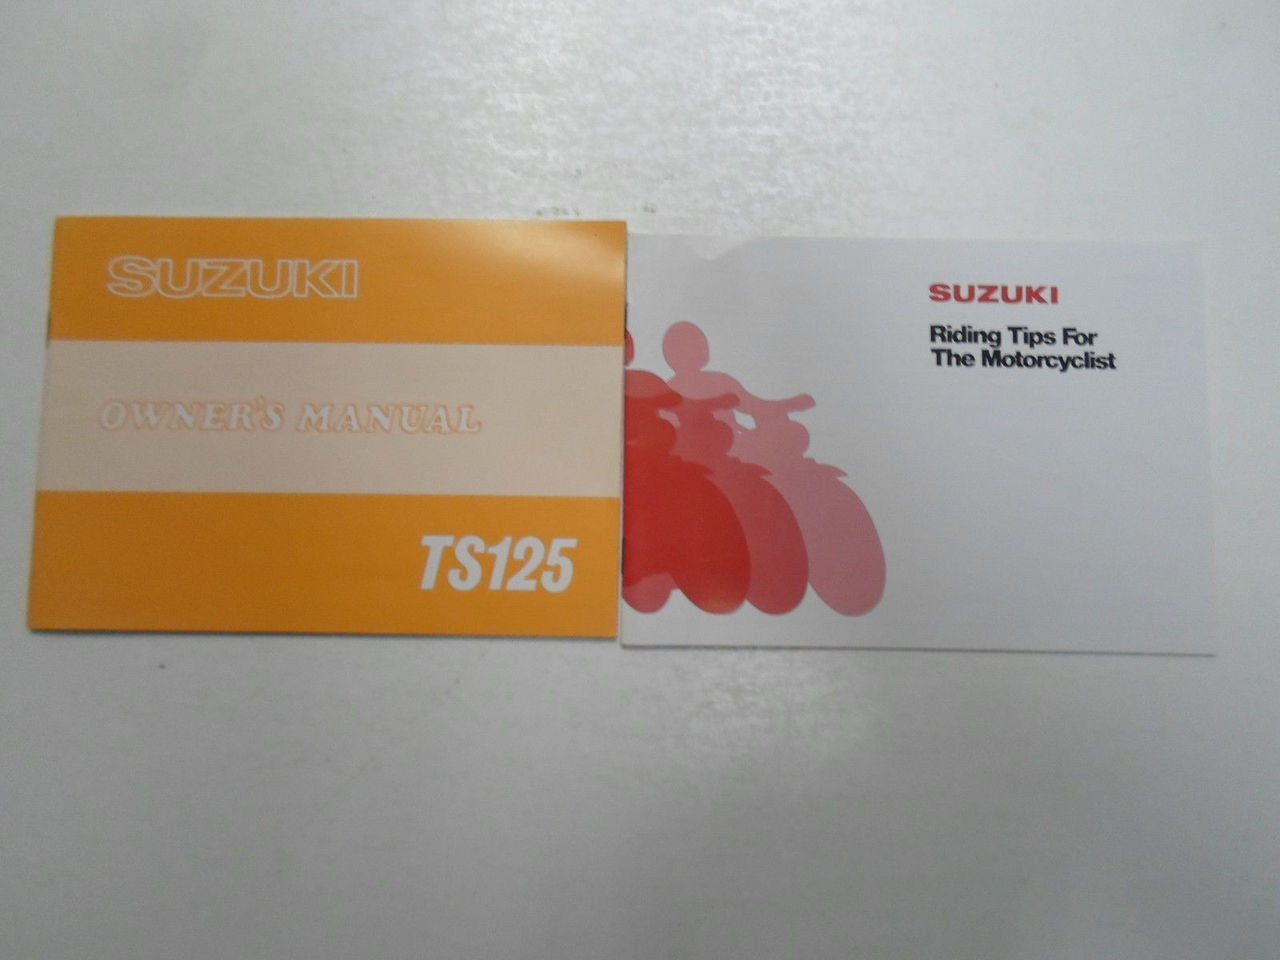 SUZUKI
OWNER'S MANUAL
TS125
SUZUKI
Riding Tips For
The Motorcyclist